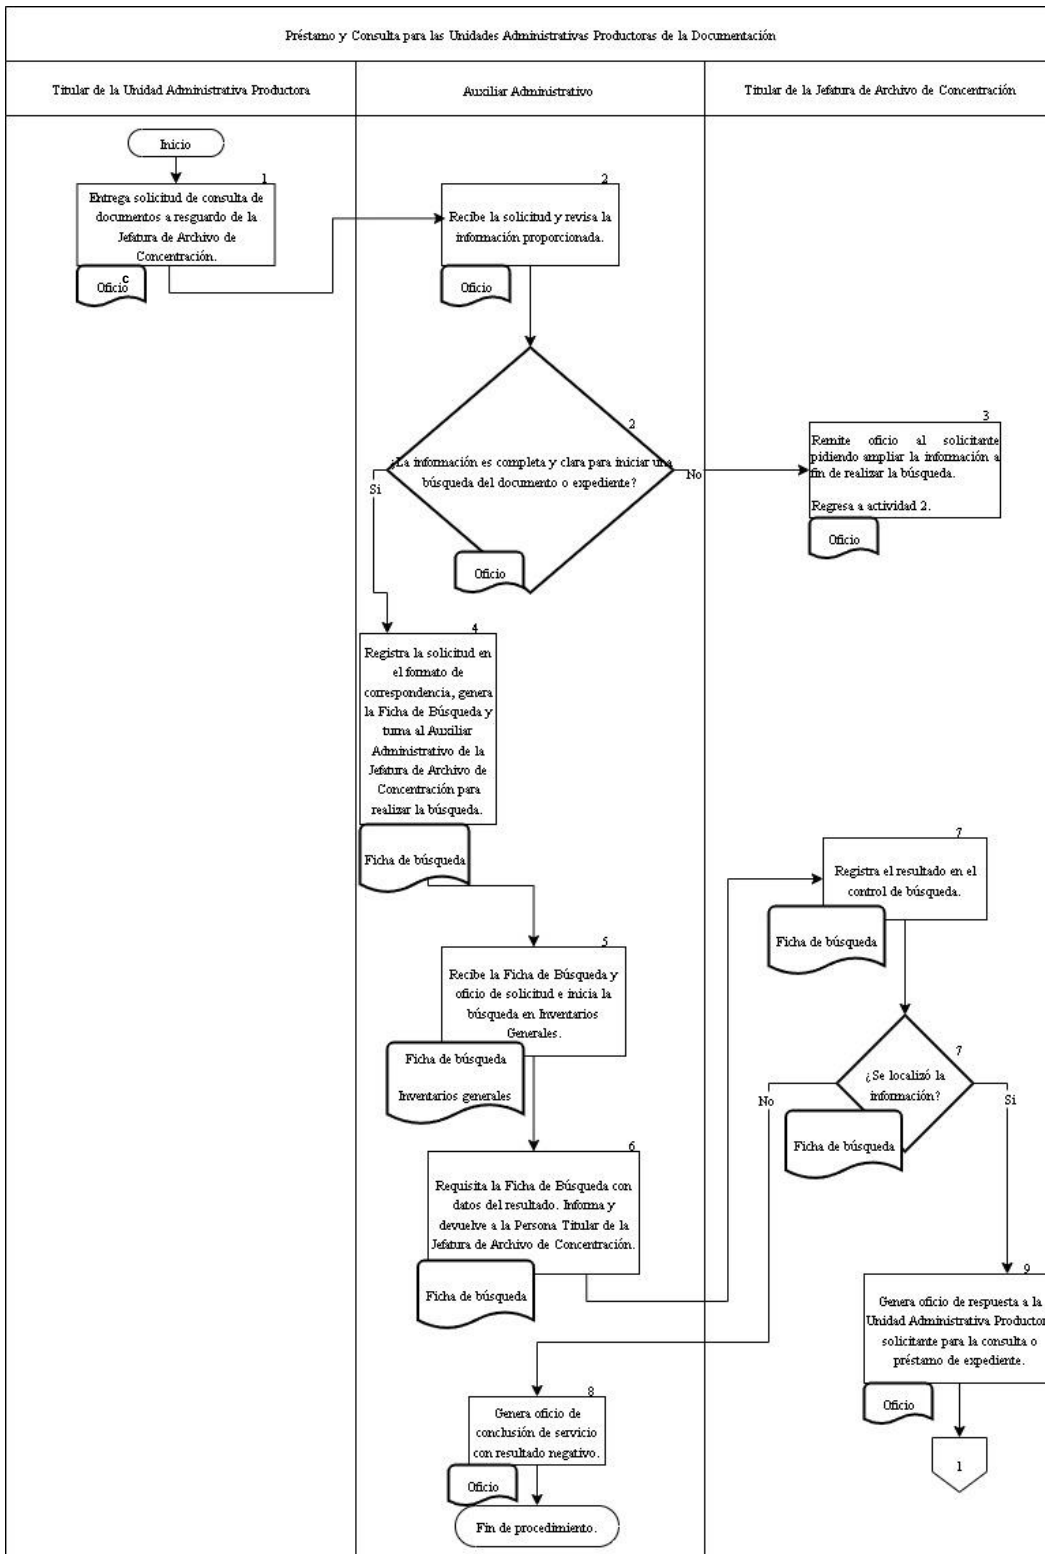 Préstamo y Consulta para las Unidades Administrativas Productoras de la Documentación
Titular de la Unidad Administrativa Productora
Auxiliar Administrativo
Titular de la Jefatura de Archivo de Concentración
Inicio
1
Entrega solicitud de consulta de
documentos a resguardo de la
Jefatura de Archivo de
Concentración.
C
Oficio
2
Recibe la solicitud y revisa la
información proporcionada.
Oficio
2
¿La información es completa y clara para iniciar una
búsqueda del documento o expediente?
Si
No
Oficio
3
Remite oficio al solicitante
pidiendo ampliar la información a
fin de realizar la búsqueda.
Regresa a actividad 2.
Oficio
4
Registra la solicitud en
el formato de
correspondencia, genera
la Ficha de Búsqueda y
turna al Auxiliar
Administrativo de la
Jefatura de Archivo de
Concentración para
realizar la búsqueda.
Ficha de búsqueda
5
Recibe la Ficha de Búsqueda y
oficio de solicitud e inicia la
búsqueda en Inventarios
Generales.
Ficha de búsqueda
Inventarios generales
6
Requisita la Ficha de Búsqueda con
datos del resultado. Informa y
devuelve a la Persona Titular de la
Jefatura de Archivo de Concentración.
Ficha de búsqueda
7
Registra el resultado en el
control de búsqueda.
Ficha de búsqueda
7
¿Se localizó la
información?
No
Si
Ficha de búsqueda
8
Genera oficio de
conclusión de servicio
con resultado negativo.
Oficio
Fin de procedimiento.
9
Genera oficio de respuesta a la
Unidad Administrativa Productor
solicitante para la consulta o
préstamo de expediente.
Oficio
1